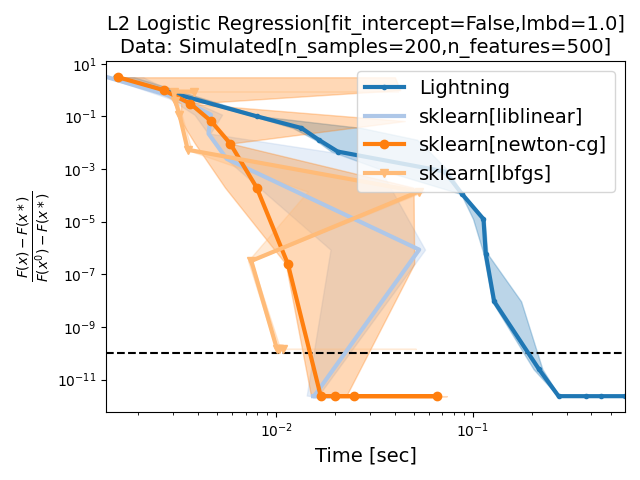 L2 Logistic Regression[fit_intercept=False,lmbd=1.0]
Data: Simulated[n_samples=200,n_features=500]
10^1
10^-1
10^-3
10^-5
10^-7
10^-9
10^-11
F(x) − F(x*)
F(x^0) − F(x*)
Lightning
sklearn[liblinear]
sklearn[newton-cg]
sklearn[lbfgs]
10^-2
10^-1
Time [sec]